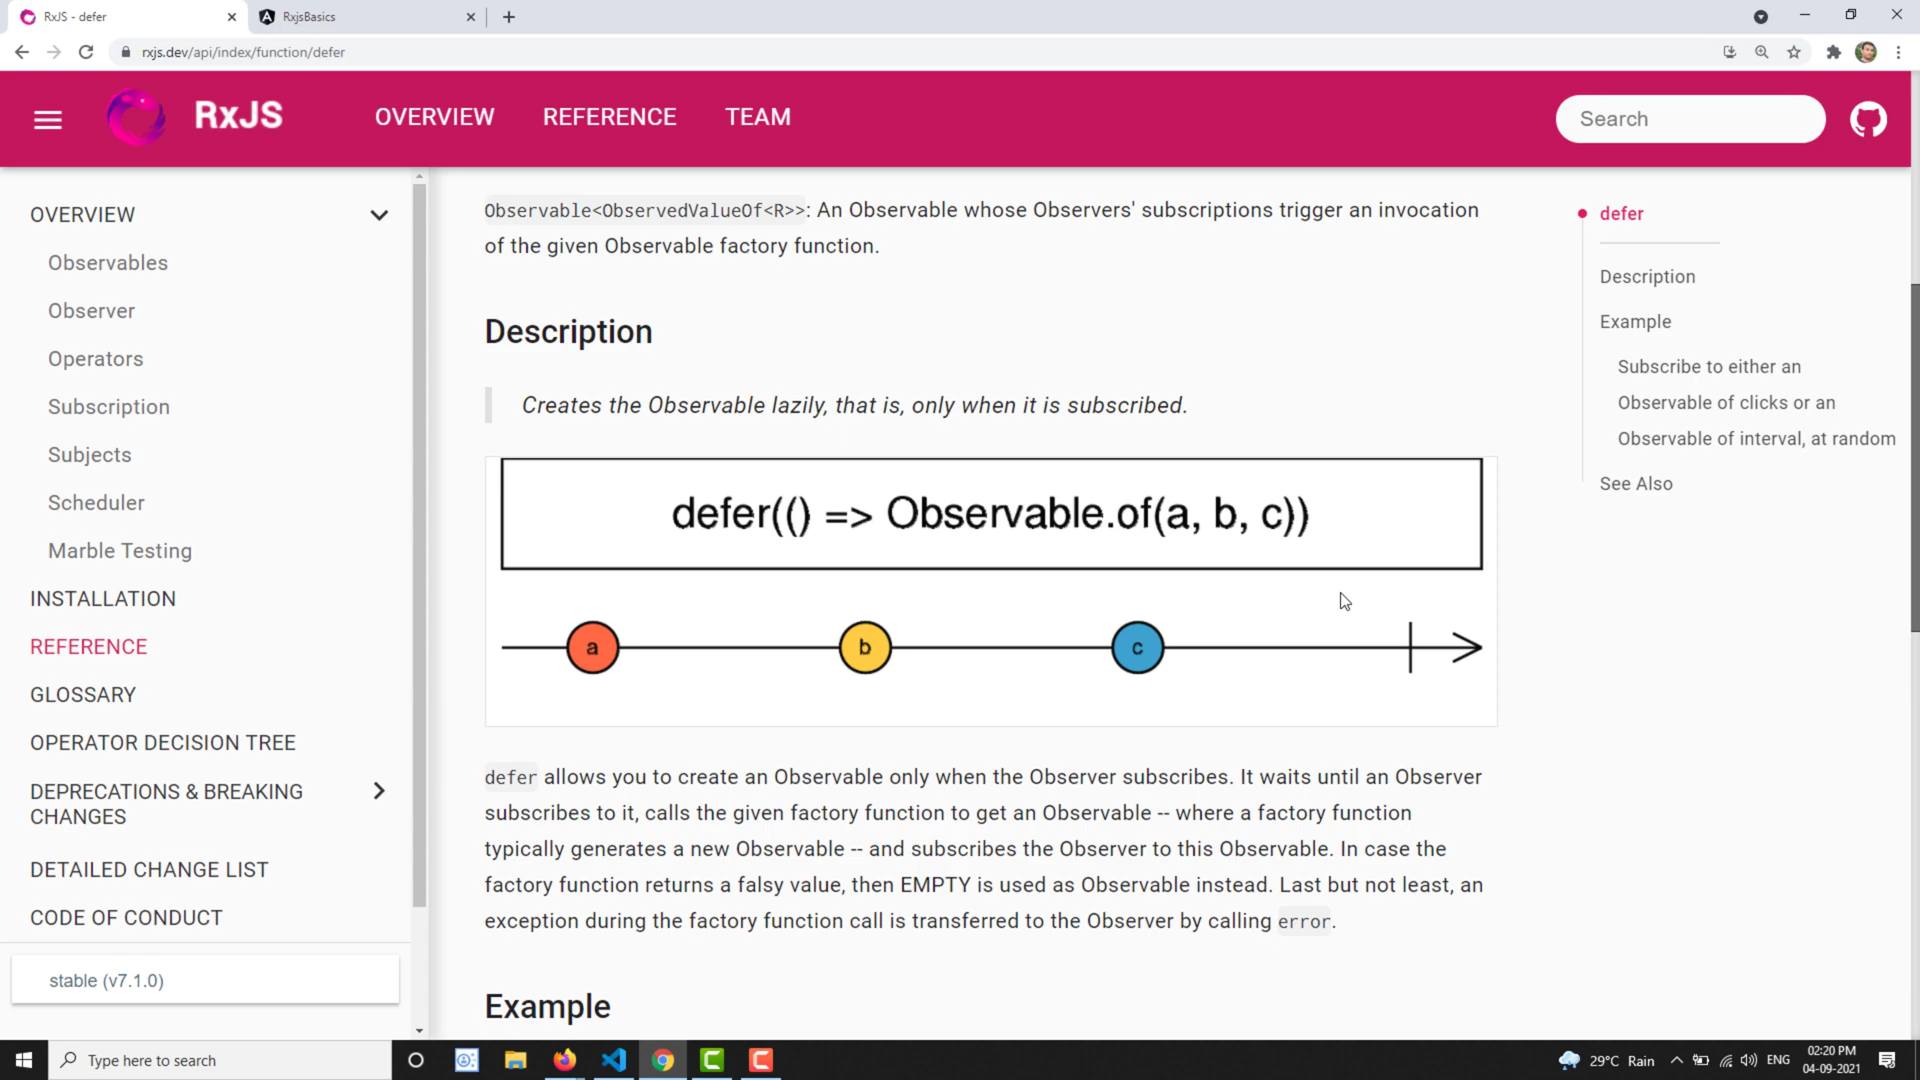 RxJS - defer
RxjsBasics
rxjs.dev/api/index/function/defer
RxJS
OVERVIEW
REFERENCE
TEAM
Search
OVERVIEW
Observables
Observer
Operators
Subscription
Subjects
Scheduler
Marble Testing
INSTALLATION
REFERENCE
GLOSSARY
OPERATOR DECISION TREE
DEPRECATIONS & BREAKING
CHANGES
DETAILED CHANGE LIST
CODE OF CONDUCT
stable (v7.1.0)
Observable<ObservedValueOf<R>>: An Observable whose Observers' subscriptions trigger an invocation
of the given Observable factory function.
Description
Creates the Observable lazily, that is, only when it is subscribed.
defer(() => Observable.of(a, b, c))
a b c
defer allows you to create an Observable only when the Observer subscribes. It waits until an Observer
subscribes to it, calls the given factory function to get an Observable -- where a factory function
typically generates a new Observable -- and subscribes the Observer to this Observable. In case the
factory function returns a falsy value, then EMPTY is used as Observable instead. Last but not least, an
exception during the factory function call is transferred to the Observer by calling error.
Example
defer
Description
Example
Subscribe to either an
Observable of clicks or an
Observable of interval, at random
See Also
Type here to search
29°C Rain
ENG
02:20 PM
04-09-2021